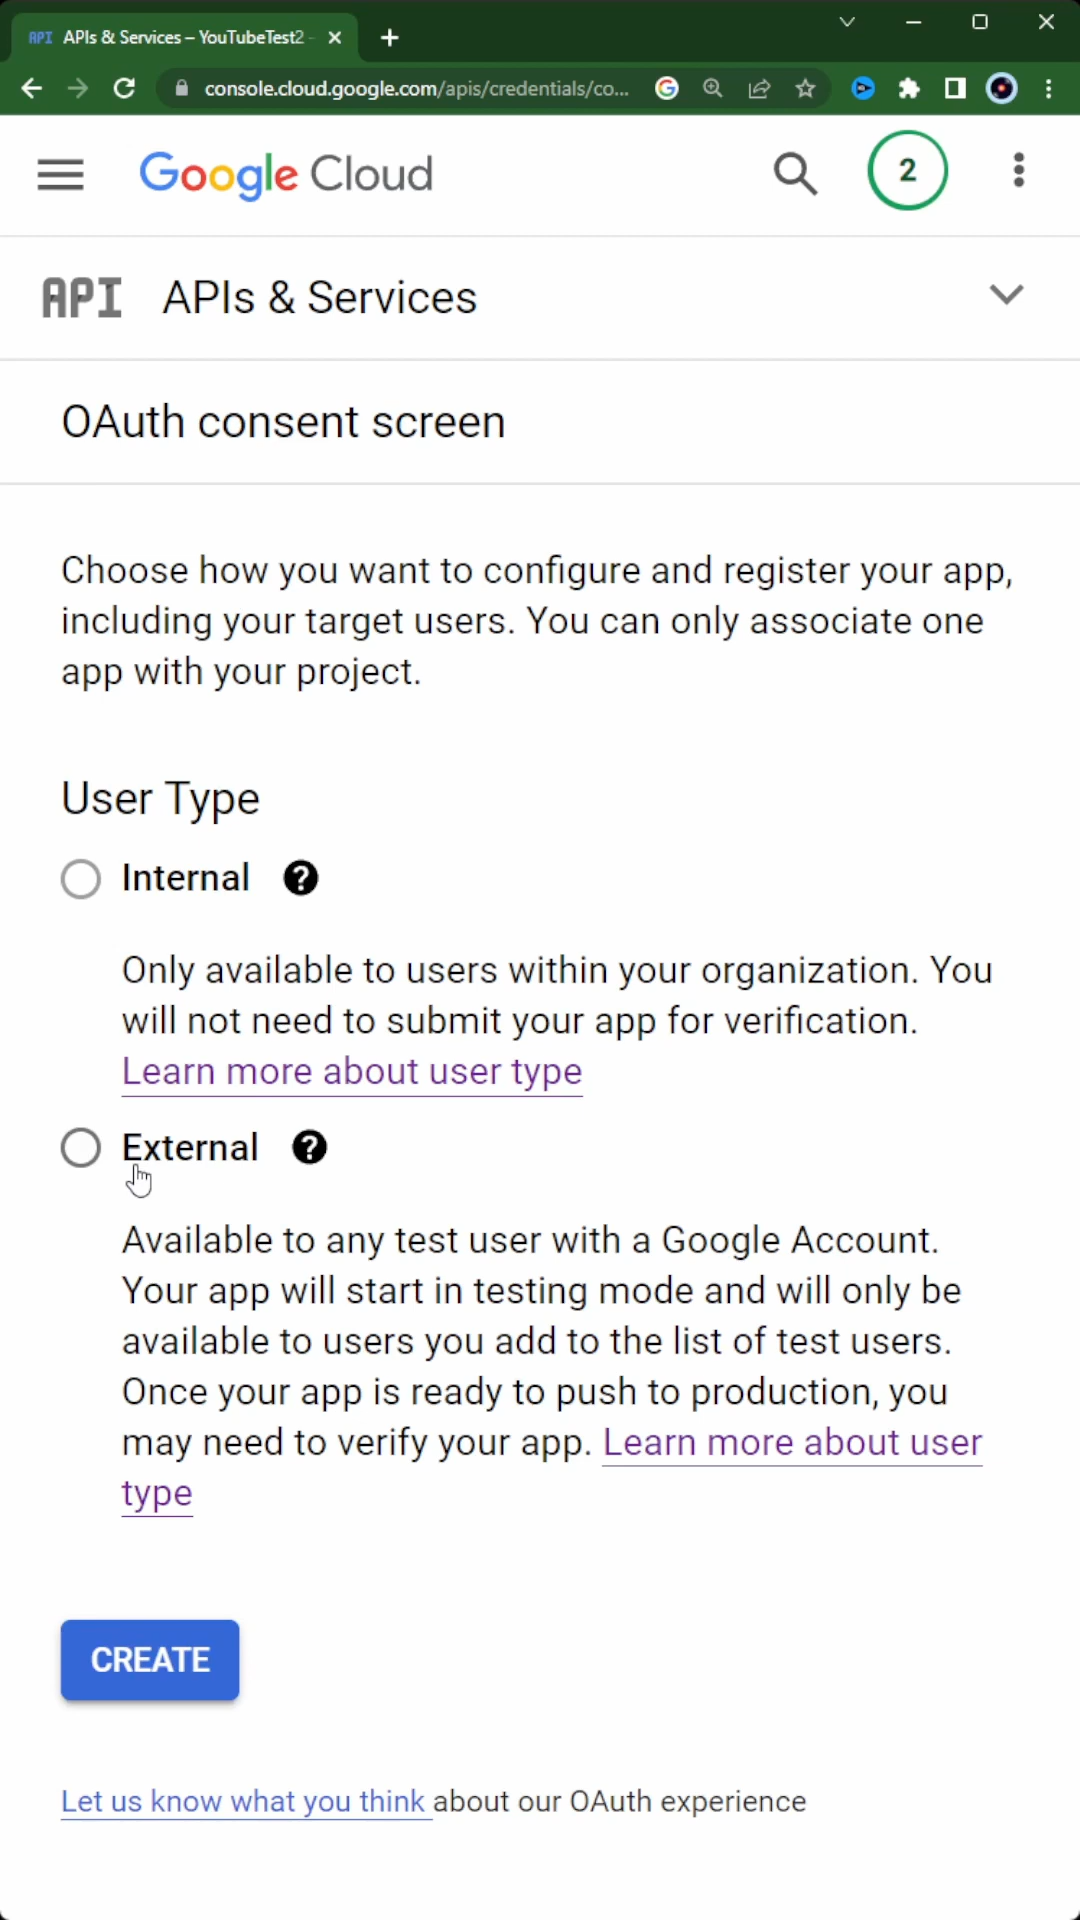 API APIs & Services – YouTubeTest2 -
console.cloud.google.com/apis/credentials/co...
Google Cloud
2
API APIs & Services
OAuth consent screen
Choose how you want to configure and register your app,
including your target users. You can only associate one
app with your project.
User Type
Internal ?
Only available to users within your organization. You
will not need to submit your app for verification.
Learn more about user type
External ?
Available to any test user with a Google Account.
Your app will start in testing mode and will only be
available to users you add to the list of test users.
Once your app is ready to push to production, you
may need to verify your app. Learn more about user
type
CREATE
Let us know what you think about our OAuth experience